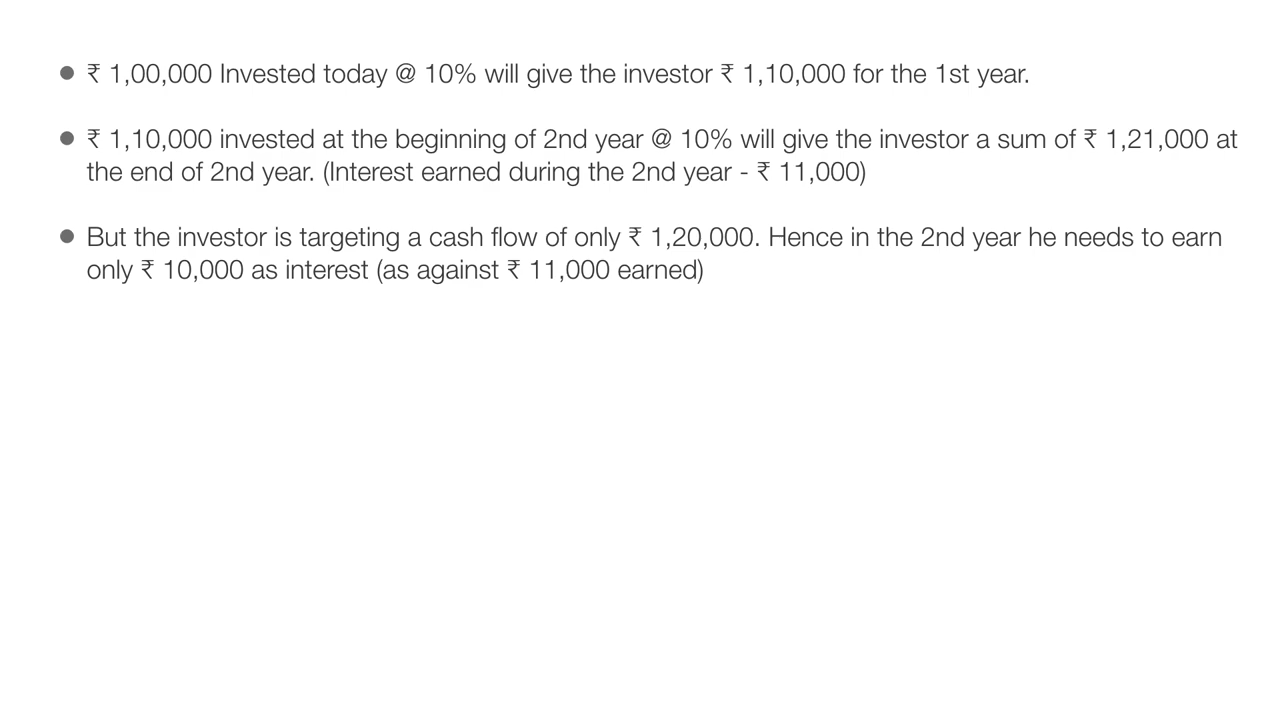 ● ₹ 1,00,000 Invested today @ 10% will give the investor ₹ 1,10,000 for the 1st year.
● ₹ 1,10,000 invested at the beginning of 2nd year @ 10% will give the investor a sum of ₹ 1,21,000 at
the end of 2nd year. (Interest earned during the 2nd year - ₹ 11,000)
● But the investor is targeting a cash flow of only ₹ 1,20,000. Hence in the 2nd year he needs to earn
only ₹ 10,000 as interest (as against ₹ 11,000 earned)